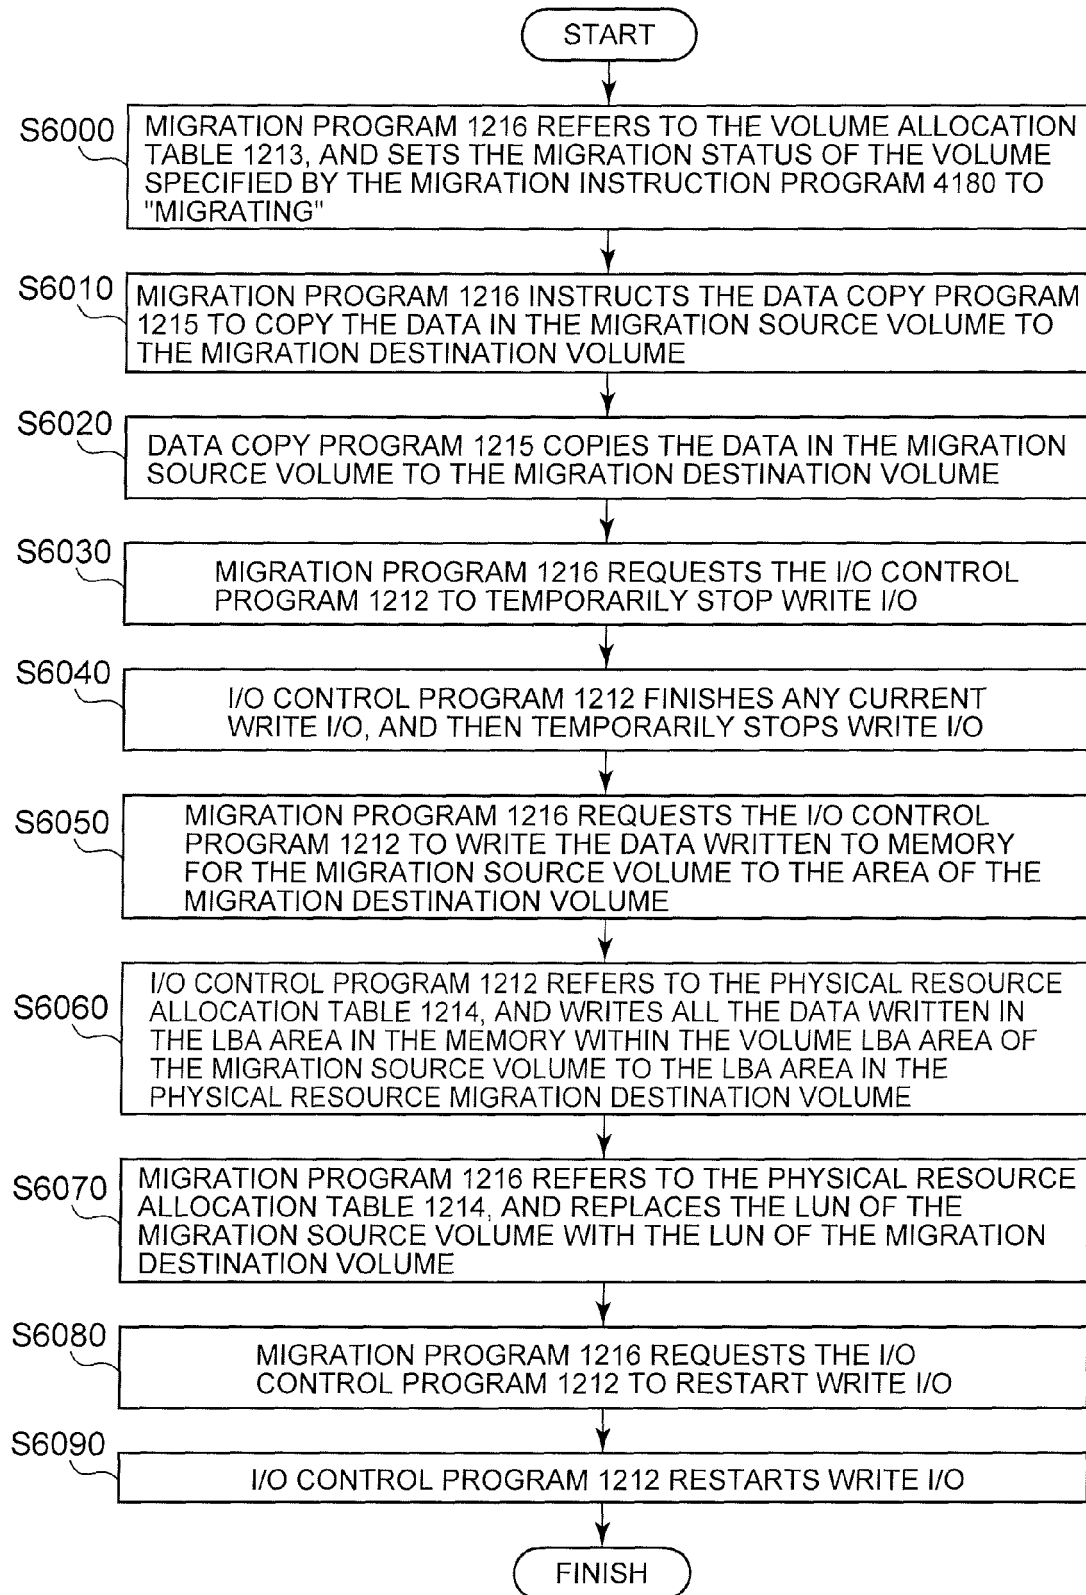 START
S6000
MIGRATION PROGRAM 1216 REFERS TO THE VOLUME ALLOCATION
TABLE 1213, AND SETS THE MIGRATION STATUS OF THE VOLUME
SPECIFIED BY THE MIGRATION INSTRUCTION PROGRAM 4180 TO
"MIGRATING"
S6010
MIGRATION PROGRAM 1216 INSTRUCTS THE DATA COPY PROGRAM
1215 TO COPY THE DATA IN THE MIGRATION SOURCE VOLUME TO
THE MIGRATION DESTINATION VOLUME
S6020
DATA COPY PROGRAM 1215 COPIES THE DATA IN THE MIGRATION
SOURCE VOLUME TO THE MIGRATION DESTINATION VOLUME
S6030
MIGRATION PROGRAM 1216 REQUESTS THE I/O CONTROL
PROGRAM 1212 TO TEMPORARILY STOP WRITE I/O
S6040
I/O CONTROL PROGRAM 1212 FINISHES ANY CURRENT
WRITE I/O, AND THEN TEMPORARILY STOPS WRITE I/O
S6050
MIGRATION PROGRAM 1216 REQUESTS THE I/O CONTROL
PROGRAM 1212 TO WRITE THE DATA WRITTEN TO MEMORY
FOR THE MIGRATION SOURCE VOLUME TO THE AREA OF THE
MIGRATION DESTINATION VOLUME
S6060
I/O CONTROL PROGRAM 1212 REFERS TO THE PHYSICAL RESOURCE
ALLOCATION TABLE 1214, AND WRITES ALL THE DATA WRITTEN IN
THE LBA AREA IN THE MEMORY WITHIN THE VOLUME LBA AREA OF
THE MIGRATION SOURCE VOLUME TO THE LBA AREA IN THE
PHYSICAL RESOURCE MIGRATION DESTINATION VOLUME
S6070
MIGRATION PROGRAM 1216 REFERS TO THE PHYSICAL RESOURCE
ALLOCATION TABLE 1214, AND REPLACES THE LUN OF THE
MIGRATION SOURCE VOLUME WITH THE LUN OF THE MIGRATION
DESTINATION VOLUME
S6080
MIGRATION PROGRAM 1216 REQUESTS THE I/O
CONTROL PROGRAM 1212 TO RESTART WRITE I/O
S6090
I/O CONTROL PROGRAM 1212 RESTARTS WRITE I/O
FINISH